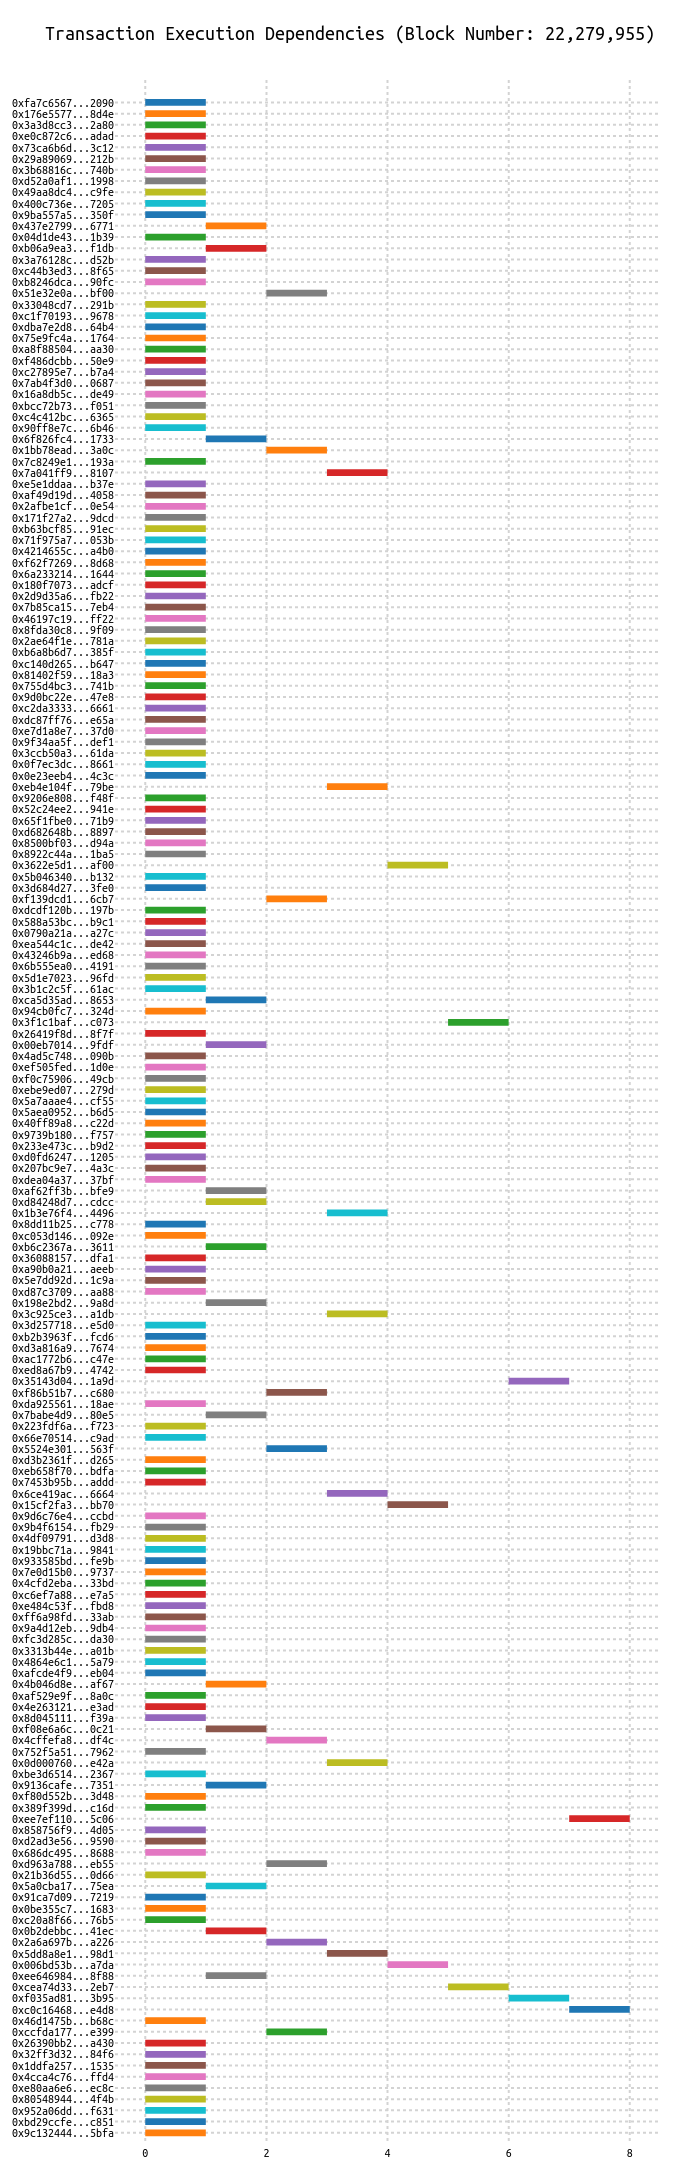 Transaction Execution Dependencies (Block Number: 22,279,955)
0xfa7c6567...2090
0x176e5577...8d4e
0x3a3d8cc3...2a80
0xe0c872c6...adad
0x73ca6b6d...3c12
0x29a89069...212b
0x3b68816c...740b
0xd52a0af1...1998
0x49aa8dc4...c9fe
0x400c736e...7205
0x9ba557a5...350f
0x437e2799...6771
0x04d1de43...1b39
0xb06a9ea3...f1db
0x3a76128c...d52b
0xc44b3ed3...8f65
0xb8246dca...90fc
0x51e32e0a...bf00
0x33048cd7...291b
0xc1f70193...9678
0xdba7e2d8...64b4
0x75e9fc4a...1764
0xa8f88504...aa30
0xf486dcbb...50e9
0xc27895e7...b7a4
0x7ab4f3d0...0687
0x16a8db5c...de49
0xbcc72b73...f051
0xc4c412bc...6365
0x90ff8e7c...6b46
0x6f826fc4...1733
0x1bb78ead...3a0c
0x7c8249e1...193a
0x7a041ff9...8107
0xe5e1ddaa...b37e
0xaf49d19d...4058
0x2afbe1cf...0e54
0x171f27a2...9dcd
0xb63bcf85...91ec
0x71f975a7...053b
0x4214655c...a4b0
0xf62f7269...8d68
0x6a233214...1644
0x180f7073...adcf
0x2d9d35a6...fb22
0x7b85ca15...7eb4
0x46197c19...ff22
0x8fda30c8...9f09
0x2ae64f1e...781a
0xb6a8b6d7...385f
0xc140d265...b647
0x81402f59...18a3
0x755d4bc3...741b
0x9d0bc22e...47e8
0xc2da3333...6661
0xdc87ff76...e65a
0xe7d1a8e7...37d0
0x9f34aa5f...def1
0x3ccb50a3...61da
0x0f7ec3dc...8661
0x0e23eeb4...4c3c
0xeb4e104f...79be
0x9206e808...f48f
0x52c24ee2...941e
0x65f1fbe0...71b9
0xd682648b...8897
0x8500bf03...d94a
0x8922c44a...1ba5
0x3622e5d1...af00
0x5b046340...b132
0x3d684d27...3fe0
0xf139dcd1...6cb7
0xdcdf120b...197b
0x588a53bc...b9c1
0x0790a21a...a27c
0xea544c1c...de42
0x43246b9a...ed68
0x6b555ea0...4191
0x5d1e7023...96fd
0x3b1c2c5f...61ac
0xca5d35ad...8653
0x94cb0fc7...324d
0x3f1c1baf...c073
0x26419f8d...8f7f
0x00eb7014...9fdf
0x4ad5c748...090b
0xef505fed...1d0e
0xf0c75906...49cb
0xebe9ed07...279d
0x5a7aaae4...cf55
0x5aea0952...b6d5
0x40ff89a8...c22d
0x9739b180...f757
0x233e473c...b9d2
0xd0fd6247...1205
0x207bc9e7...4a3c
0xdea04a37...37bf
0xaf62ff3b...bfe9
0xd84248d7...cdcc
0x1b3e76f4...4496
0x8dd11b25...c778
0xc053d146...092e
0xb6c2367a...3611
0x36088157...dfa1
0xa90b0a21...aeeb
0x5e7dd92d...1c9a
0xd87c3709...aa88
0x198e2bd2...9a8d
0x3c925ce3...a1db
0x3d257718...e5d0
0xb2b3963f...fcd6
0xd3a816a9...7674
0xac1772b6...c47e
0xed8a67b9...4742
0x35143d04...1a9d
0xf86b51b7...c680
0xda925561...18ae
0x7babe4d9...80e5
0x223fdf6a...f723
0x66e70514...c9ad
0x5524e301...563f
0xd3b2361f...d265
0xeb658f70...bdfa
0x7453b95b...addd
0x6ce419ac...6664
0x15cf2fa3...bb70
0x9d6c76e4...ccbd
0x9b4f6154...fb29
0x4df09791...d3d8
0x19bbc71a...9841
0x933585bd...fe9b
0x7e0d15b0...9737
0x4cfd2eba...33bd
0xc6ef7a88...e7a5
0xe484c53f...fbd8
0xff6a98fd...33ab
0x9a4d12eb...9db4
0xfc3d285c...da30
0x3313b44e...a01b
0x4864e6c1...5a79
0xafcde4f9...eb04
0x4b046d8e...af67
0xaf529e9f...8a0c
0x4e263121...e3ad
0x8d045111...f39a
0xf08e6a6c...0c21
0x4cffefa8...df4c
0x752f5a51...7962
0x0d000760...e42a
0xbe3d6514...2367
0x9136cafe...7351
0xf80d552b...3d48
0x389f399d...c16d
0xee7ef110...5c06
0x858756f9...4d05
0xd2ad3e56...9590
0x686dc495...8688
0xd963a788...eb55
0x21b36d55...0d66
0x5a0cba17...75ea
0x91ca7d09...7219
0x0be355c7...1683
0xc20a8f66...76b5
0x0b2debbc...41ec
0x2a6a697b...a226
0x5dd8a8e1...98d1
0x006bd53b...a7da
0xee646984...8f88
0xcea74d33...2eb7
0xf035ad81...3b95
0xc0c16468...e4d8
0x46d1475b...b68c
0xccfda177...e399
0x26390bb2...a430
0x32ff3d32...84f6
0x1ddfa257...1535
0x4cca4c76...ffd4
0xe80aa6e6...ec8c
0x80548944...4f4b
0x952a06dd...f631
0xbd29ccfe...c851
0x9c132444...5bfa
0 2 4 6 8